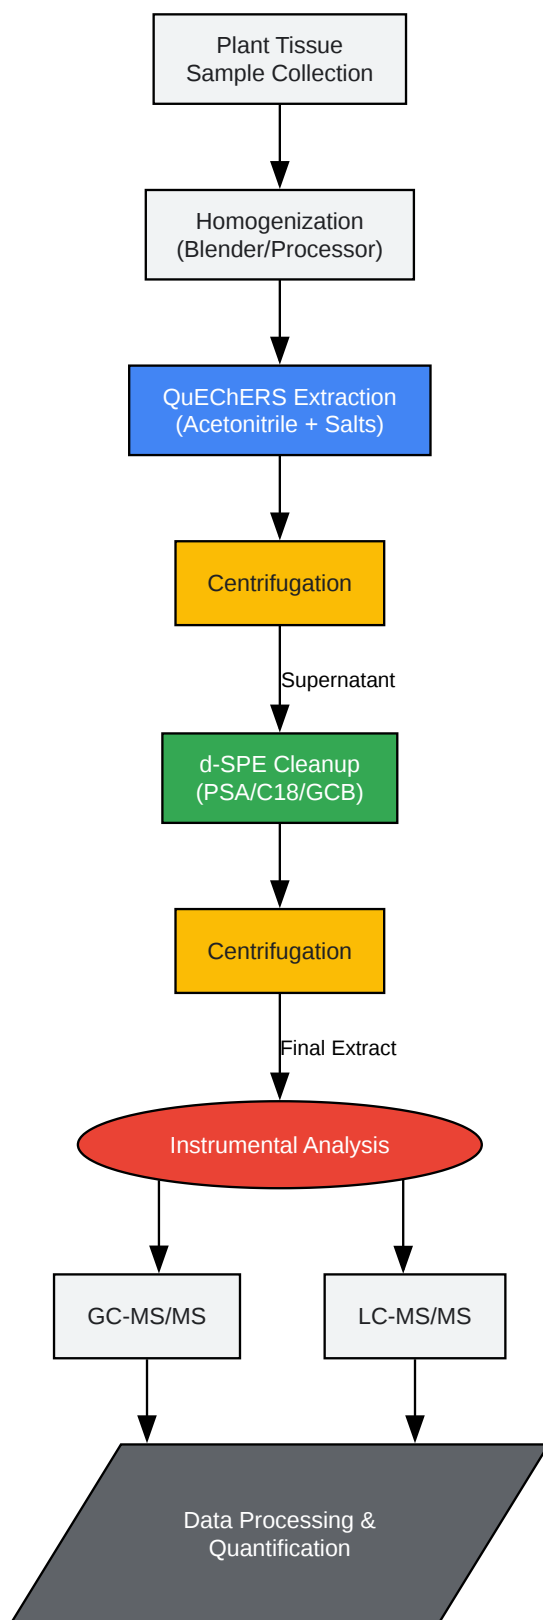 Plant Tissue
Sample Collection
Homogenization
(Blender/Processor)
QuEChERS Extraction
(Acetonitrile + Salts)
Centrifugation
Supernatant
d-SPE Cleanup
(PSA/C18/GCB)
Centrifugation
Final Extract
Instrumental Analysis
GC-MS/MS
LC-MS/MS
Data Processing &
Quantification